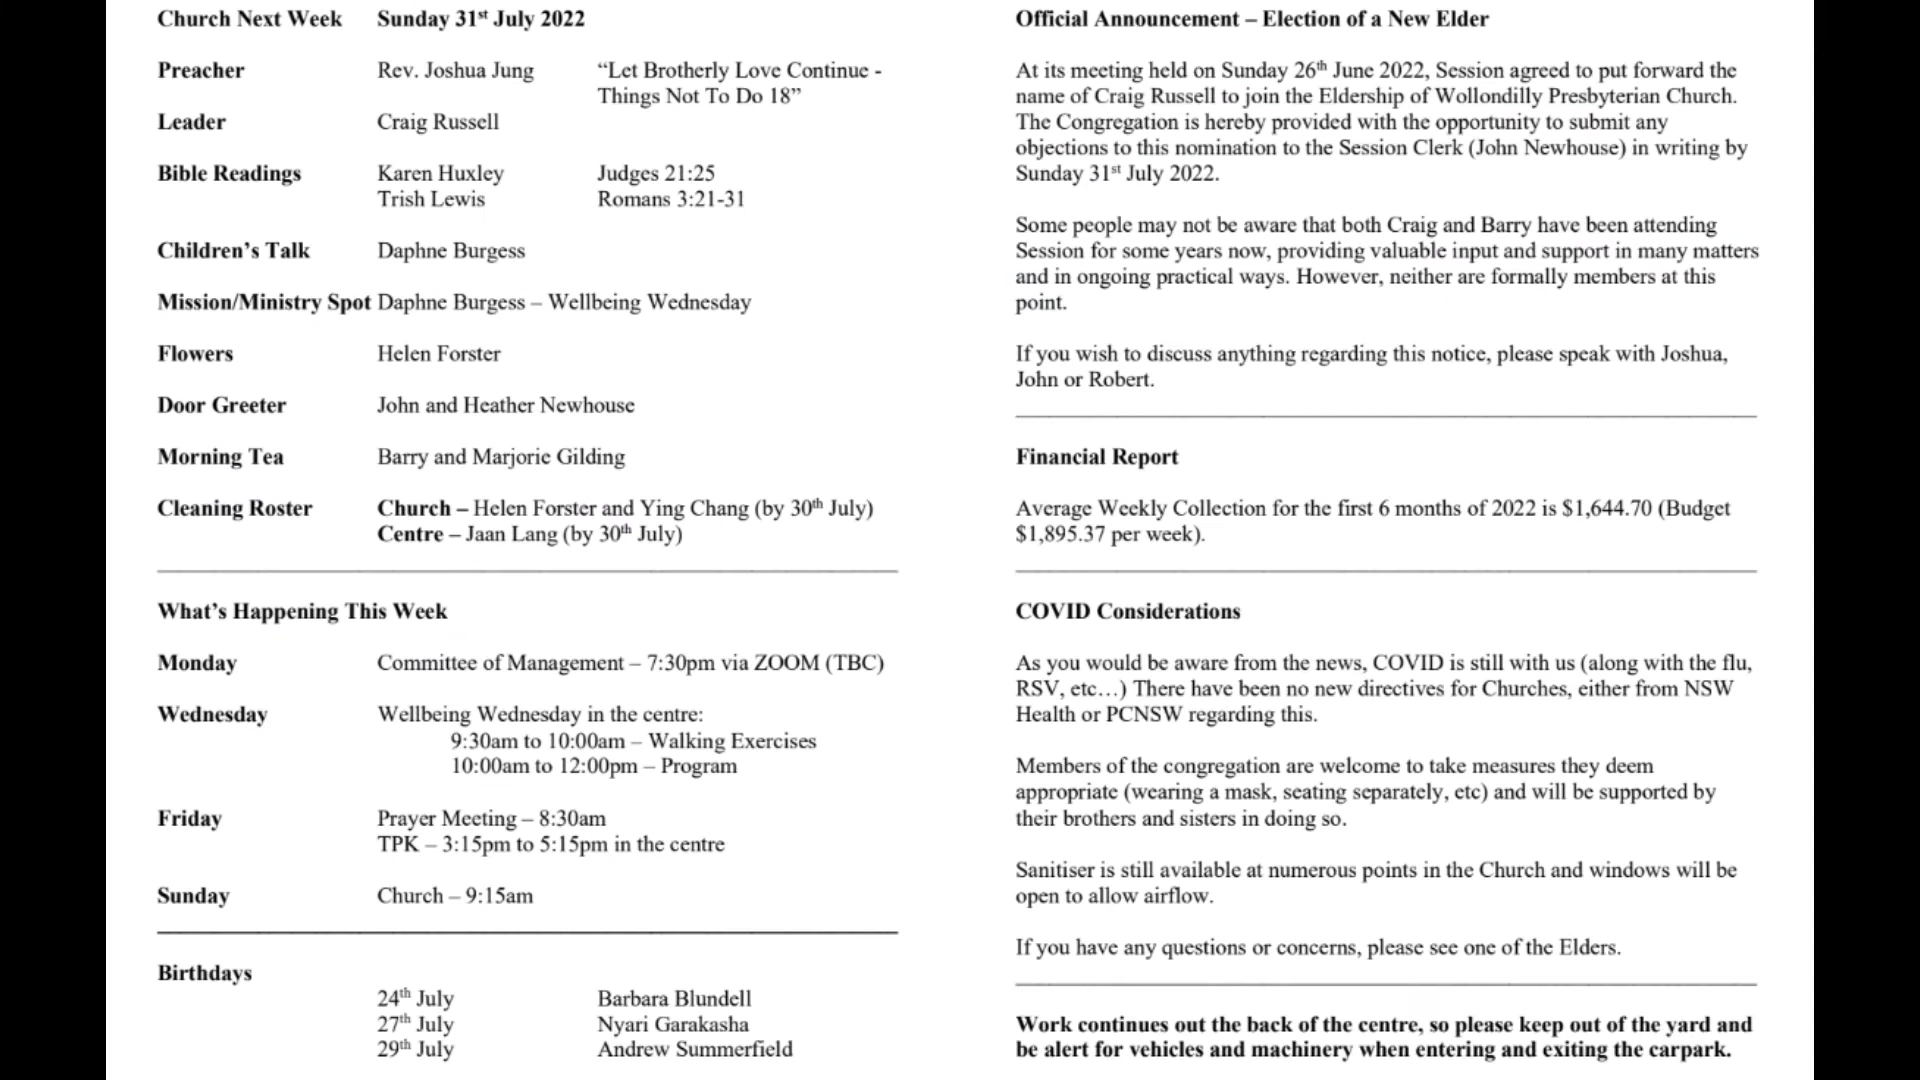 Church Next Week Sunday 31st July 2022
Preacher Rev. Joshua Jung “Let Brotherly Love Continue -
Things Not To Do 18”
Leader Craig Russell
Bible Readings Karen Huxley Judges 21:25
Trish Lewis Romans 3:21-31
Children’s Talk Daphne Burgess
Mission/Ministry Spot Daphne Burgess – Wellbeing Wednesday
Flowers Helen Forster
Door Greeter John and Heather Newhouse
Morning Tea Barry and Marjorie Gilding
Cleaning Roster Church – Helen Forster and Ying Chang (by 30th July)
Centre – Jaan Lang (by 30th July)
What’s Happening This Week
Monday Committee of Management – 7:30pm via ZOOM (TBC)
Wednesday Wellbeing Wednesday in the centre:
9:30am to 10:00am – Walking Exercises
10:00am to 12:00pm – Program
Friday Prayer Meeting – 8:30am
TPK – 3:15pm to 5:15pm in the centre
Sunday Church – 9:15am
Birthdays
24th July Barbara Blundell
27th July Nyari Garakasha
29th July Andrew Summerfield
Official Announcement – Election of a New Elder
At its meeting held on Sunday 26th June 2022, Session agreed to put forward the
name of Craig Russell to join the Eldership of Wollondilly Presbyterian Church.
The Congregation is hereby provided with the opportunity to submit any
objections to this nomination to the Session Clerk (John Newhouse) in writing by
Sunday 31st July 2022.
Some people may not be aware that both Craig and Barry have been attending
Session for some years now, providing valuable input and support in many matters
and in ongoing practical ways. However, neither are formally members at this
point.
If you wish to discuss anything regarding this notice, please speak with Joshua,
John or Robert.
Financial Report
Average Weekly Collection for the first 6 months of 2022 is $1,644.70 (Budget
$1,895.37 per week).
COVID Considerations
As you would be aware from the news, COVID is still with us (along with the flu,
RSV, etc…) There have been no new directives for Churches, either from NSW
Health or PCNSW regarding this.
Members of the congregation are welcome to take measures they deem
appropriate (wearing a mask, seating separately, etc) and will be supported by
their brothers and sisters in doing so.
Sanitiser is still available at numerous points in the Church and windows will be
open to allow airflow.
If you have any questions or concerns, please see one of the Elders.
Work continues out the back of the centre, so please keep out of the yard and
be alert for vehicles and machinery when entering and exiting the carpark.